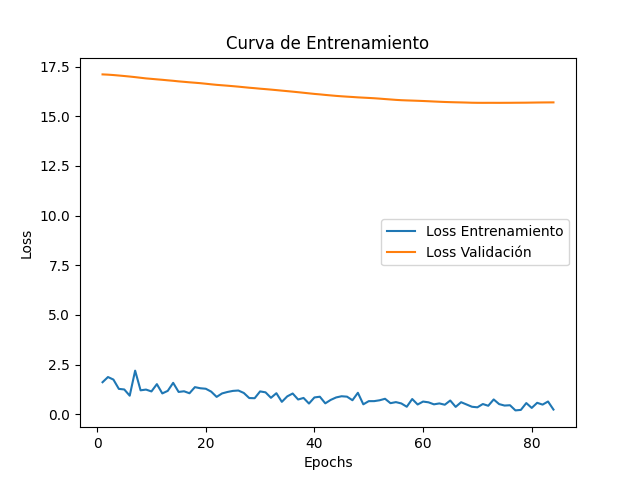 Curva de Entrenamiento
17.5
15.0
12.5
10.0
7.5
5.0
2.5
0.0
Loss
Loss Entrenamiento
Loss Validación
0
20
40
60
80
Epochs